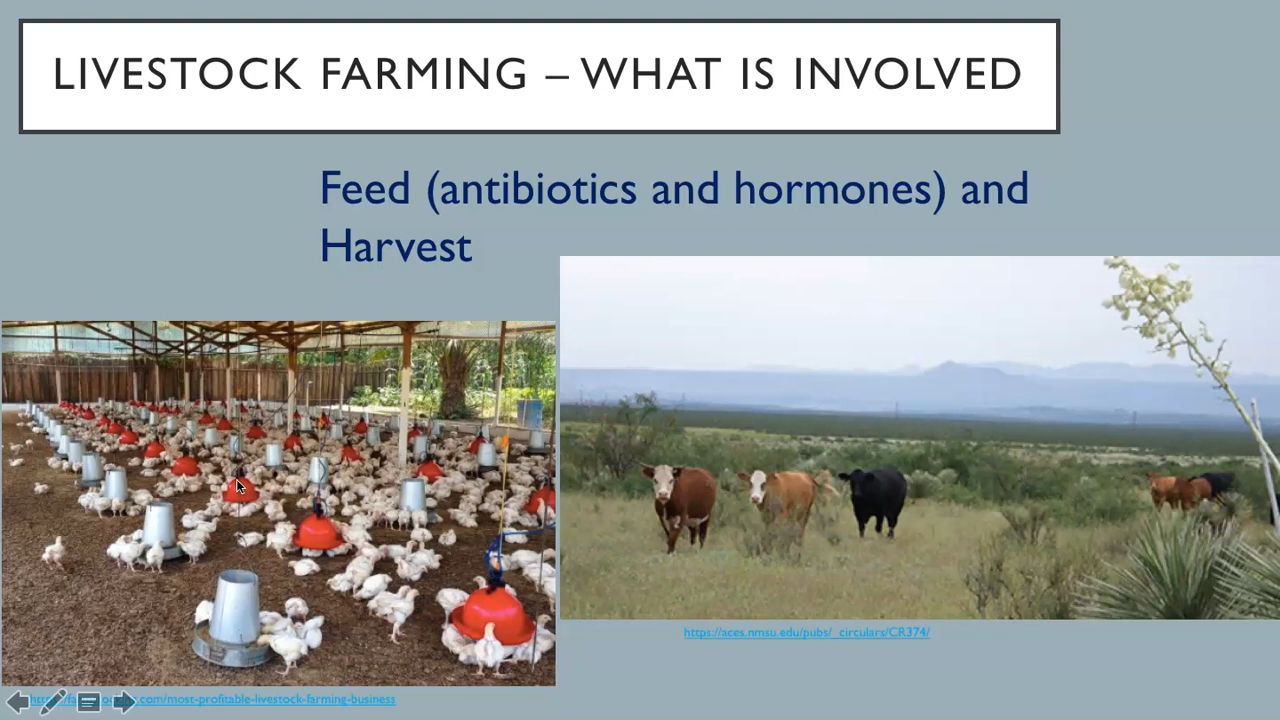 LIVESTOCK FARMING – WHAT IS INVOLVED
Feed (antibiotics and hormones) and
Harvest
https://aces.nmsu.edu/pubs/_circulars/CR374/
.com/most-profitable-livestock-farming-business